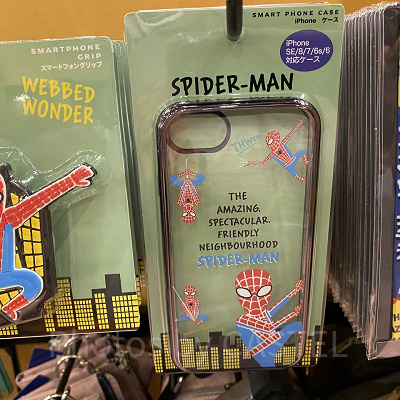 SMARTPHONE
GRIP
スマートフォングリップ
WEBBED
WONDER
SMART PHONE CASE
iPhone ケース
iPhone
SE/8/7/6s/6
対応ケース
SPIDER-MAN
THWIP
THE
AMAZING,
SPECTACULAR,
FRIENDLY
NEIGHBOURHOOD
SPIDER-MAN